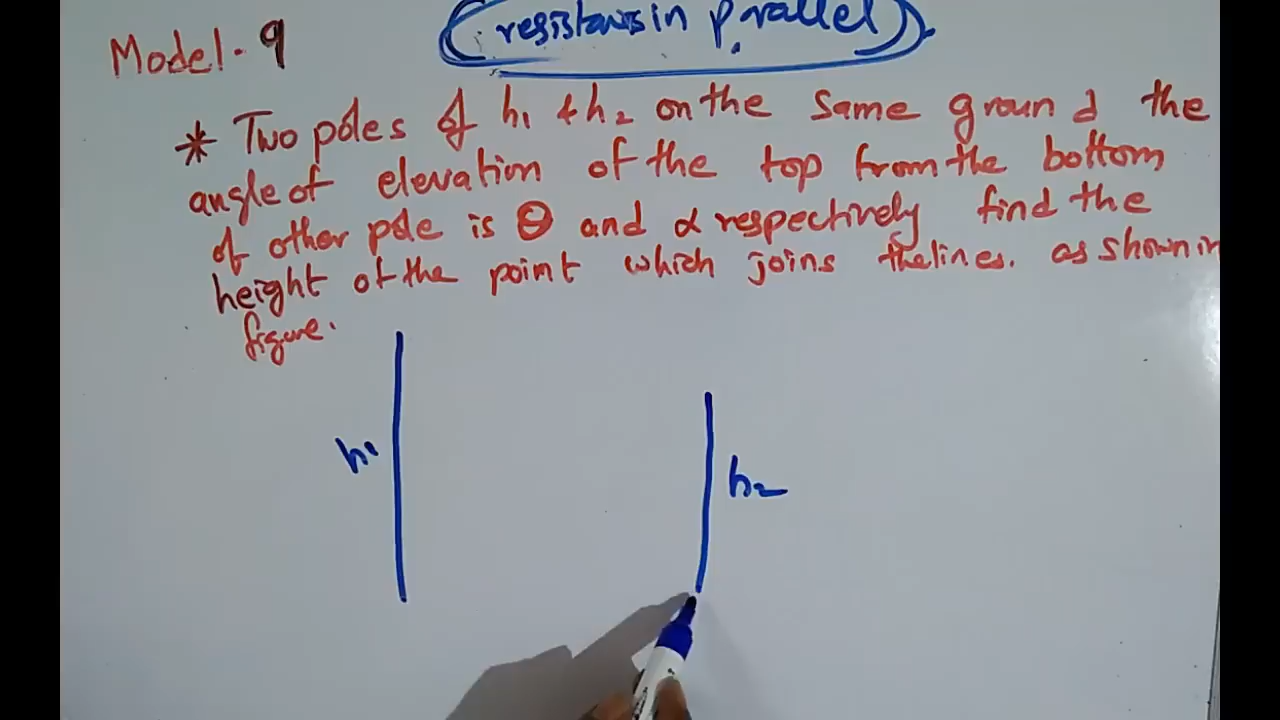 (resistances in parallel)
Model - 9
* Two poles of h₁ & h₂ on the same ground the
angle of elevation of the top from the bottom
of other pole is θ and α respectively find the
height of the point which joins the lines. as shown in
figure.
h₁
h₂